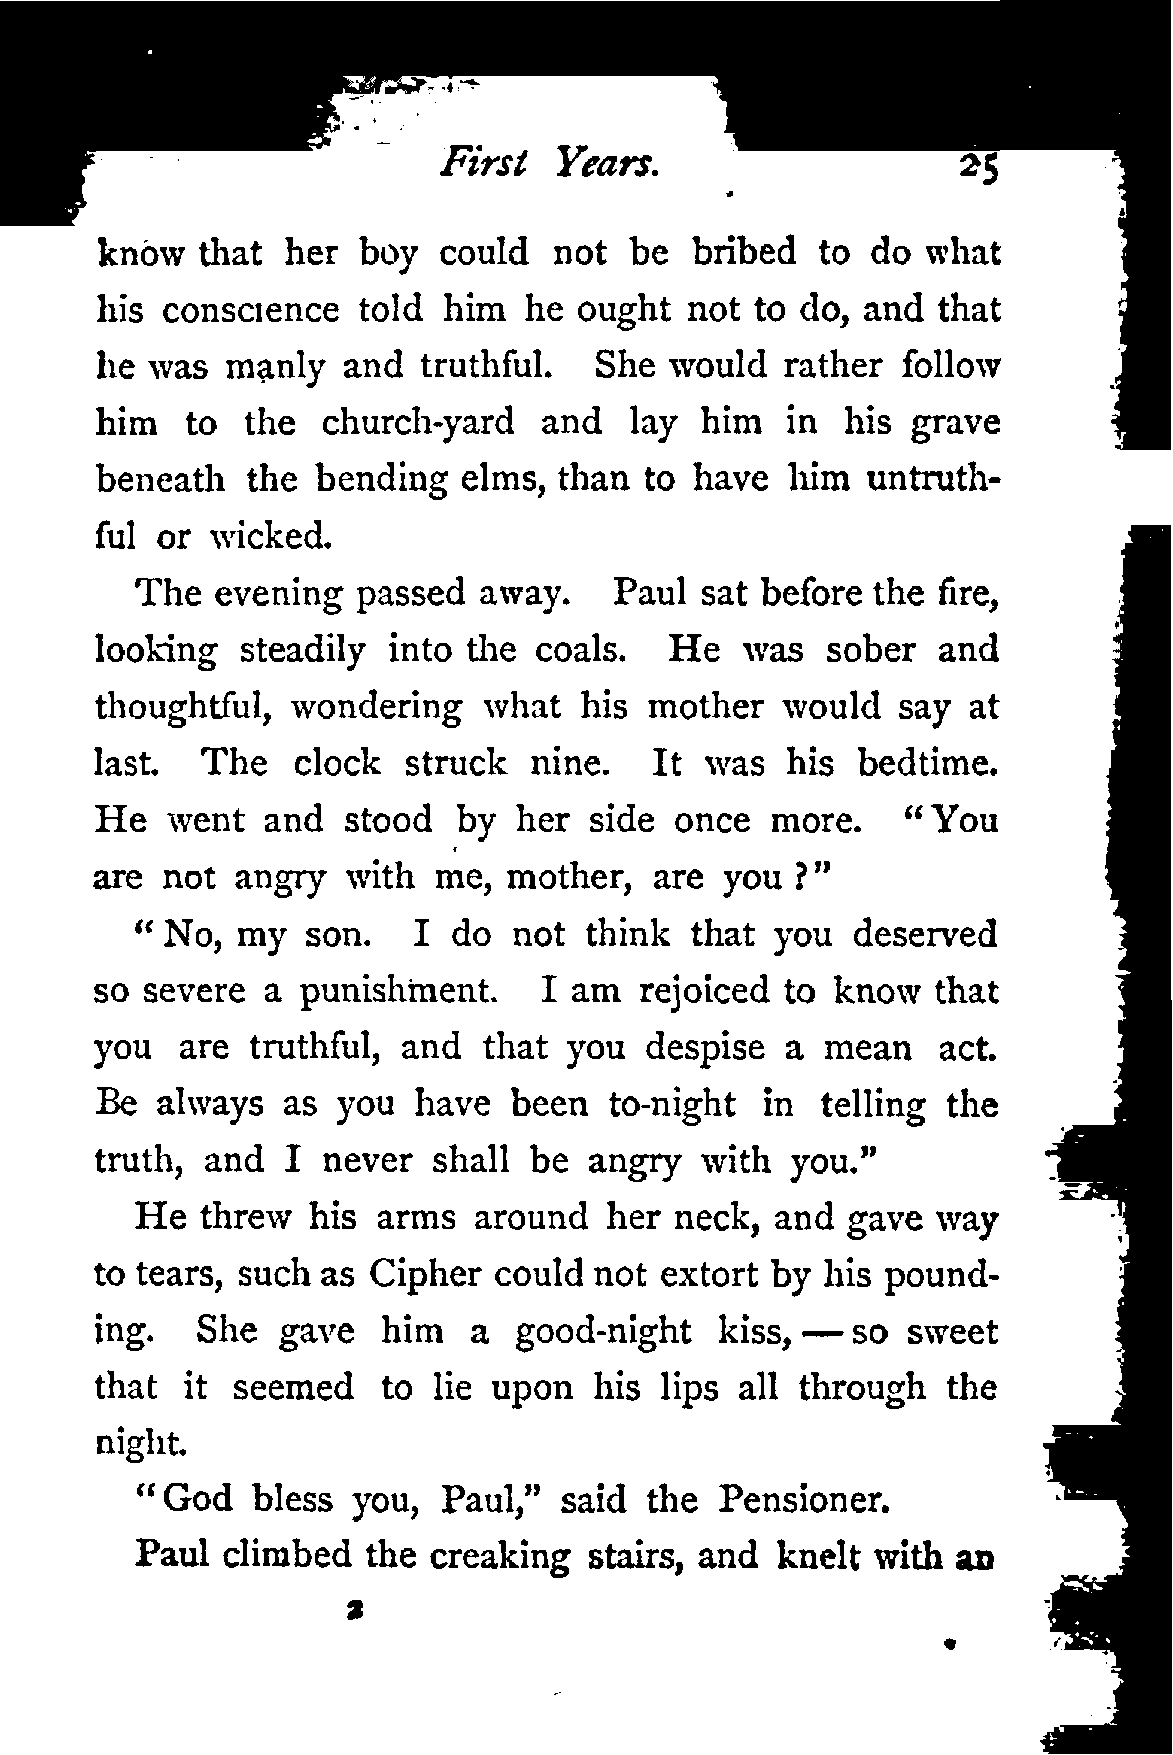 First Years. 25
know that her boy could not be bribed to do what
his conscience told him he ought not to do, and that
he was manly and truthful. She would rather follow
him to the church-yard and lay him in his grave
beneath the bending elms, than to have him untruth-
ful or wicked.
The evening passed away. Paul sat before the fire,
looking steadily into the coals. He was sober and
thoughtful, wondering what his mother would say at
last. The clock struck nine. It was his bedtime.
He went and stood by her side once more. “You
are not angry with me, mother, are you?”
“No, my son. I do not think that you deserved
so severe a punishment. I am rejoiced to know that
you are truthful, and that you despise a mean act.
Be always as you have been to-night in telling the
truth, and I never shall be angry with you.”
He threw his arms around her neck, and gave way
to tears, such as Cipher could not extort by his pound-
ing. She gave him a good-night kiss, — so sweet
that it seemed to lie upon his lips all through the
night.
“God bless you, Paul,” said the Pensioner.
Paul climbed the creaking stairs, and knelt with an
2